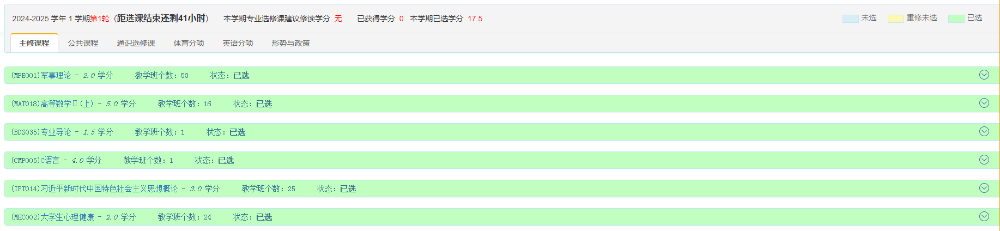 2024-2025 学年 1 学期第1轮（距选课结束还剩41小时） 本学期专业选修课建议修读学分 无 已获得学分 0 本学期已选学分 17.5 未选 重修未选 已选
主修课程 公共课程 通识选修课 体育分项 英语分项 形势与政策
(MPE001)军事理论 - 2.0 学分 教学班个数：53 状态：已选
(MAT018)高等数学Ⅱ(上) - 5.0 学分 教学班个数：16 状态：已选
(BDS035)专业导论 - 1.5 学分 教学班个数：1 状态：已选
(CMP005)C语言 - 4.0 学分 教学班个数：1 状态：已选
(IPT014)习近平新时代中国特色社会主义思想概论 - 3.0 学分 教学班个数：25 状态：已选
(MHC002)大学生心理健康 - 2.0 学分 教学班个数：24 状态：已选